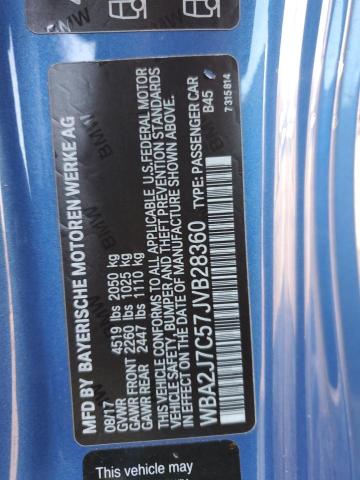 MFD BY BAYERISCHE MOTOREN WERKE AG
08/17
GVWR 4519 lbs 2050 kg
GAWR FRONT 2260 lbs 1025 kg
GAWR REAR 2447 lbs 1110 kg
THIS VEHICLE CONFORMS TO ALL APPLICABLE U.S.FEDERAL MOTOR
VEHICLE SAFETY, BUMPER AND THEFT PREVENTION STANDARDS
IN EFFECT ON THE DATE OF MANUFACTURE SHOWN ABOVE.
WBA2J7C57JVB28360 TYPE: PASSENGER CAR
B45
7315814
BMW
BMW
BMW
This vehicle may